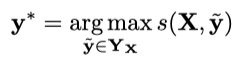 y* = arg max s(X, ỹ)
ỹ∈Y_X